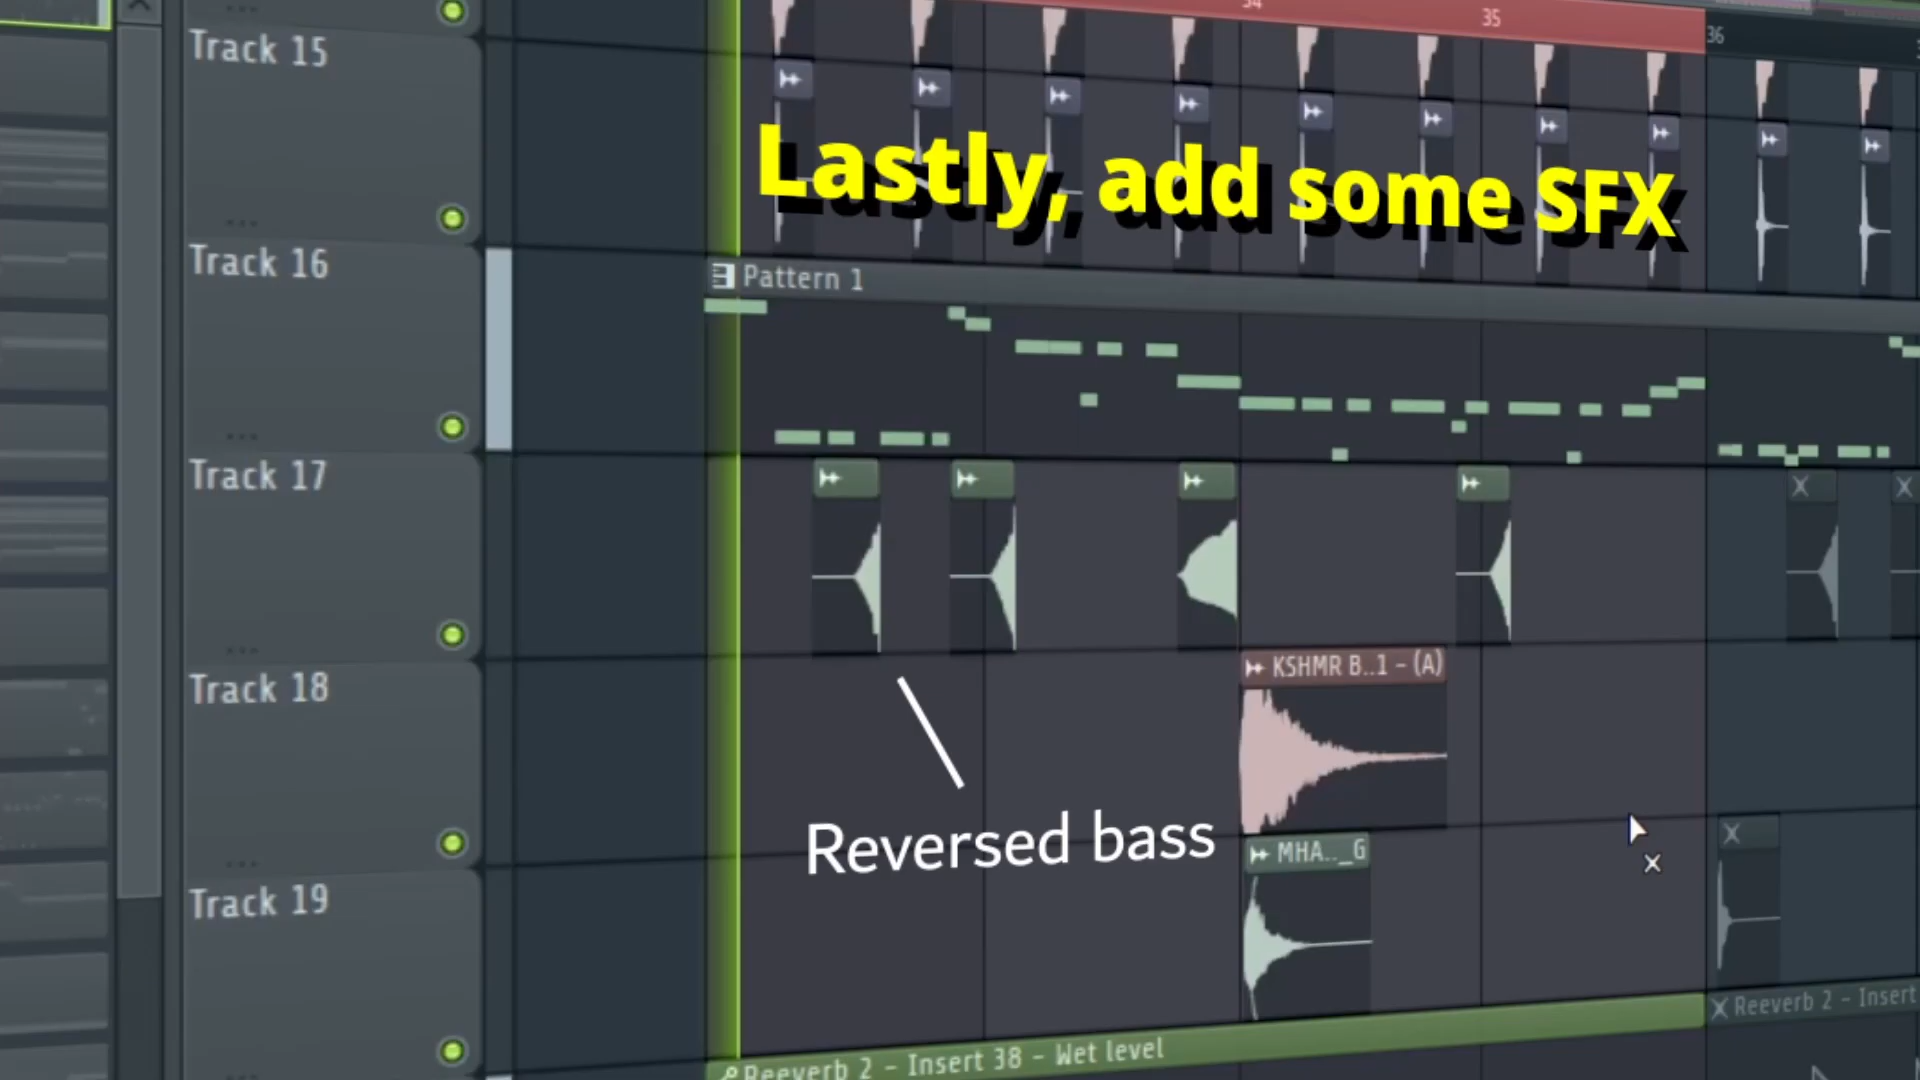 34
35
36
Track 15
Lastly, add some SFX
Track 16
Pattern 1
Track 17
Track 18
KSHMR B..1 - (A)
Reversed bass
MHA.._G
Track 19
Reeverb 2 - Insert
Reeverb 2 - Insert 38 - Wet level